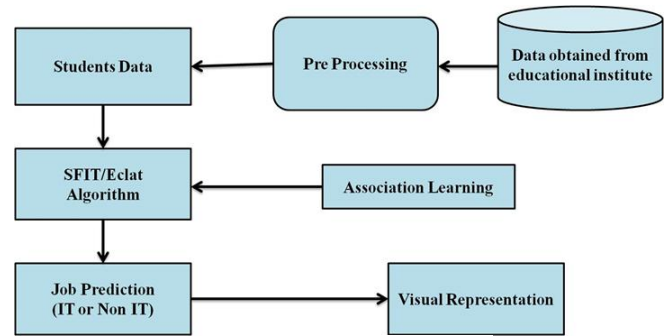 Students Data
Pre Processing
Data obtained from
educational institute
SFIT/Eclat
Algorithm
Association Learning
Job Prediction
(IT or Non IT)
Visual Representation